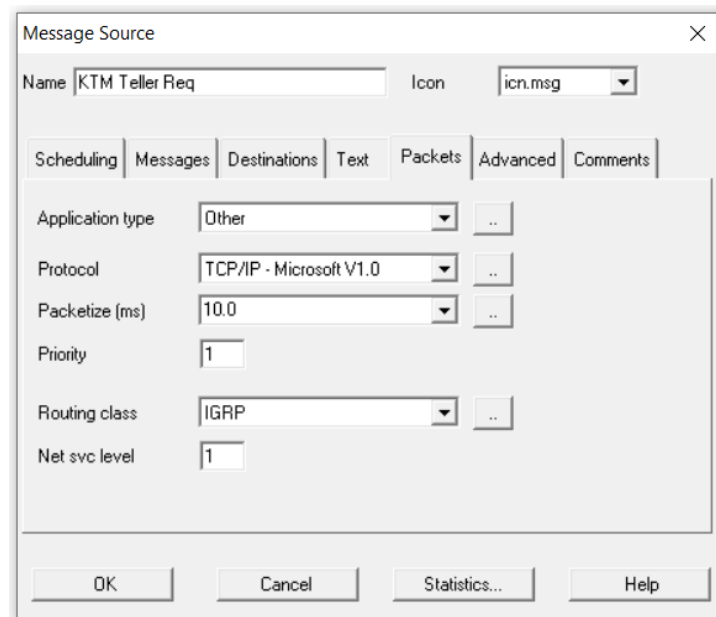 Message Source
Name KTM Teller Req Icon icn.msg
Scheduling Messages Destinations Text Packets Advanced Comments
Application type Other ..
Protocol TCP/IP - Microsoft V1.0 ..
Packetize (ms) 10.0 ..
Priority 1
Routing class IGRP ..
Net svc level 1
OK Cancel Statistics... Help